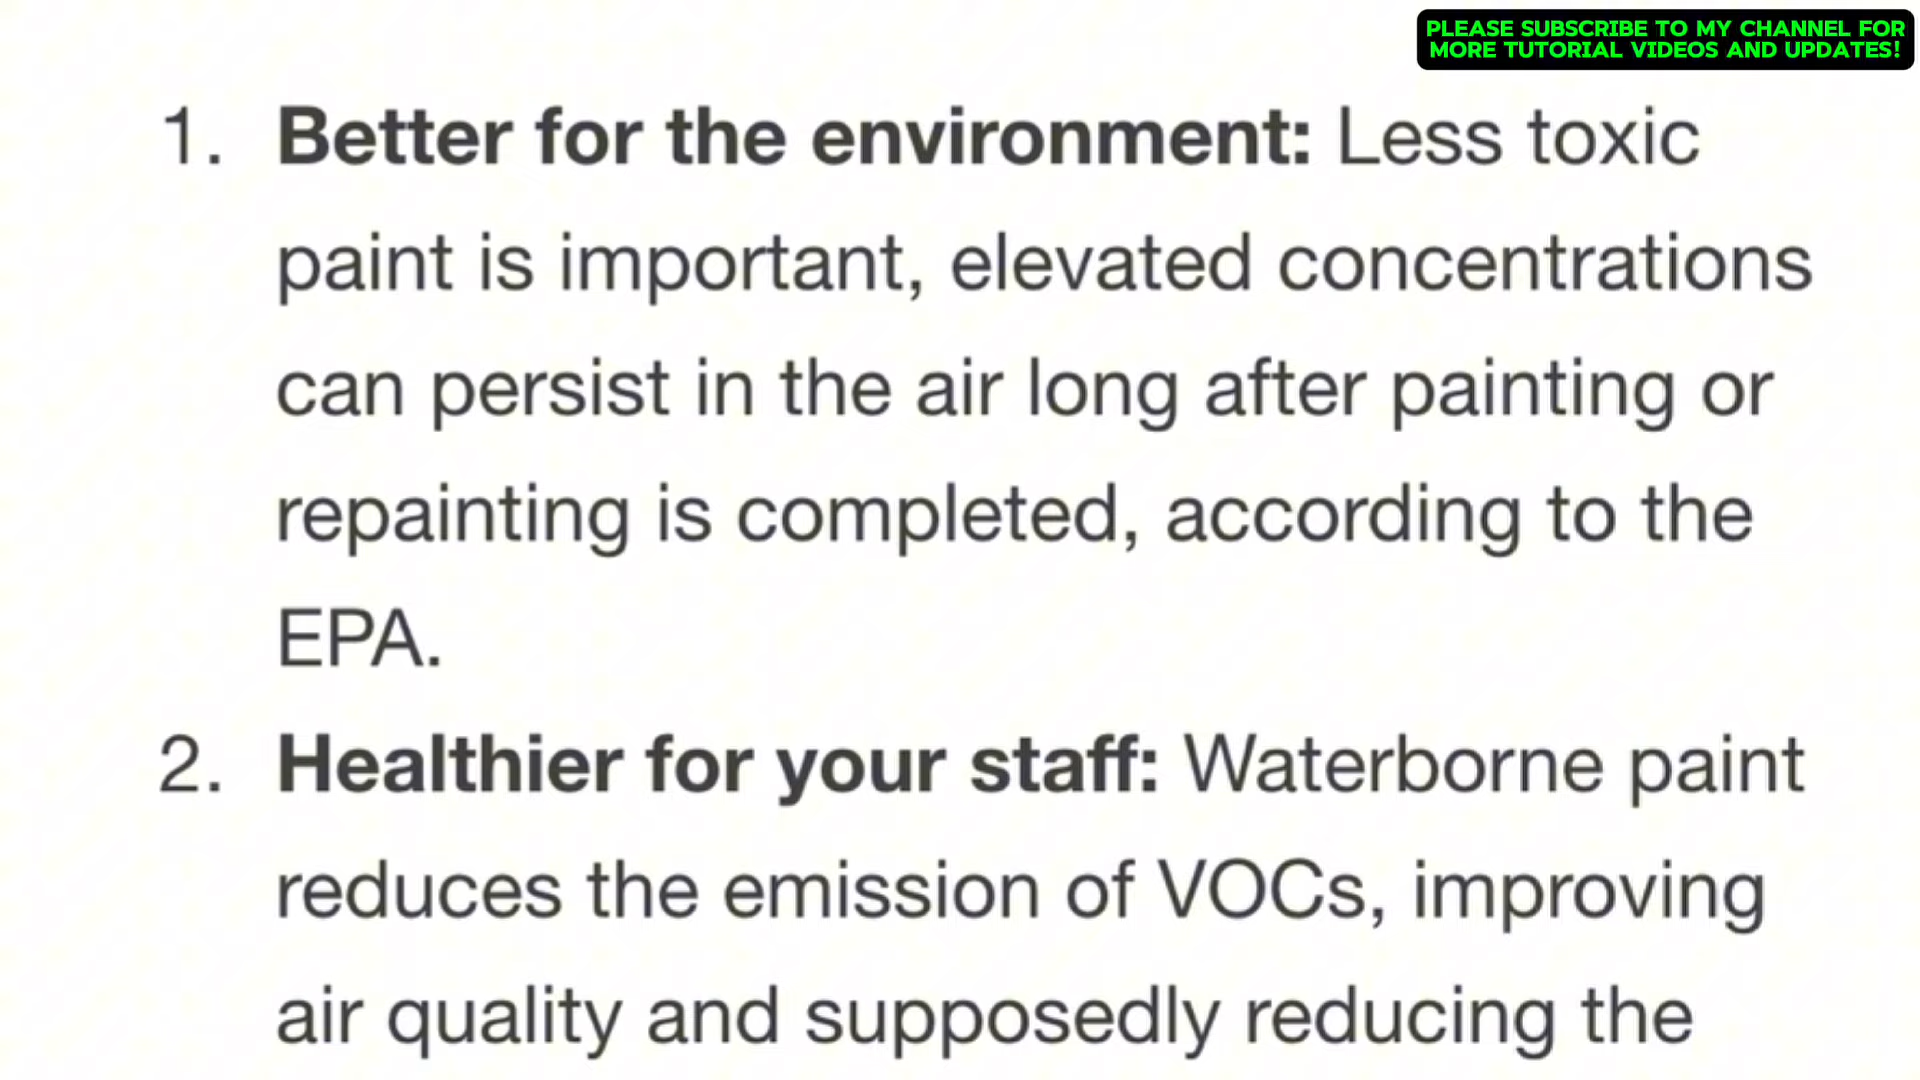 PLEASE SUBSCRIBE TO MY CHANNEL FOR
MORE TUTORIAL VIDEOS AND UPDATES!
1. Better for the environment: Less toxic
paint is important, elevated concentrations
can persist in the air long after painting or
repainting is completed, according to the
EPA.
2. Healthier for your staff: Waterborne paint
reduces the emission of VOCs, improving
air quality and supposedly reducing the